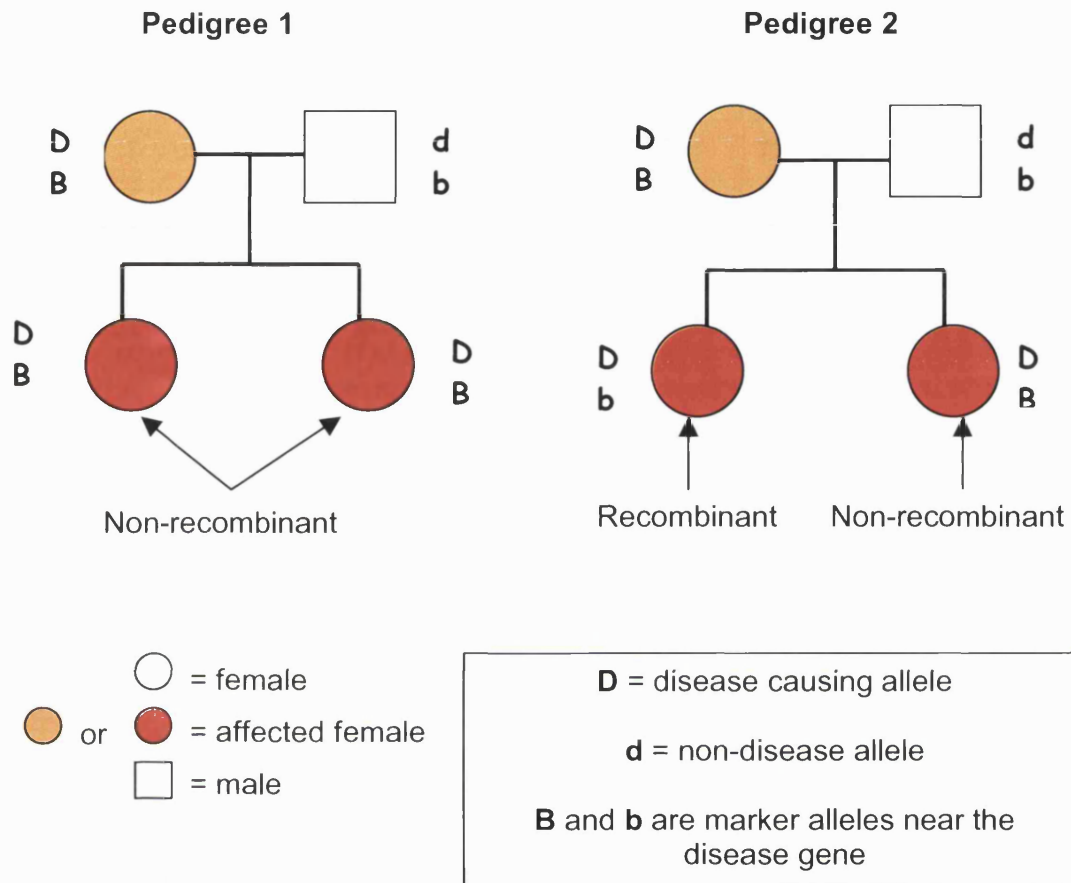 Pedigree 1
Pedigree 2
D
B
d
b
D
B
d
b
D
B
D
B
D
b
D
B
Non-recombinant
Recombinant
Non-recombinant
= female
or
= affected female
= male
D = disease causing allele
d = non-disease allele
B and b are marker alleles near the
disease gene